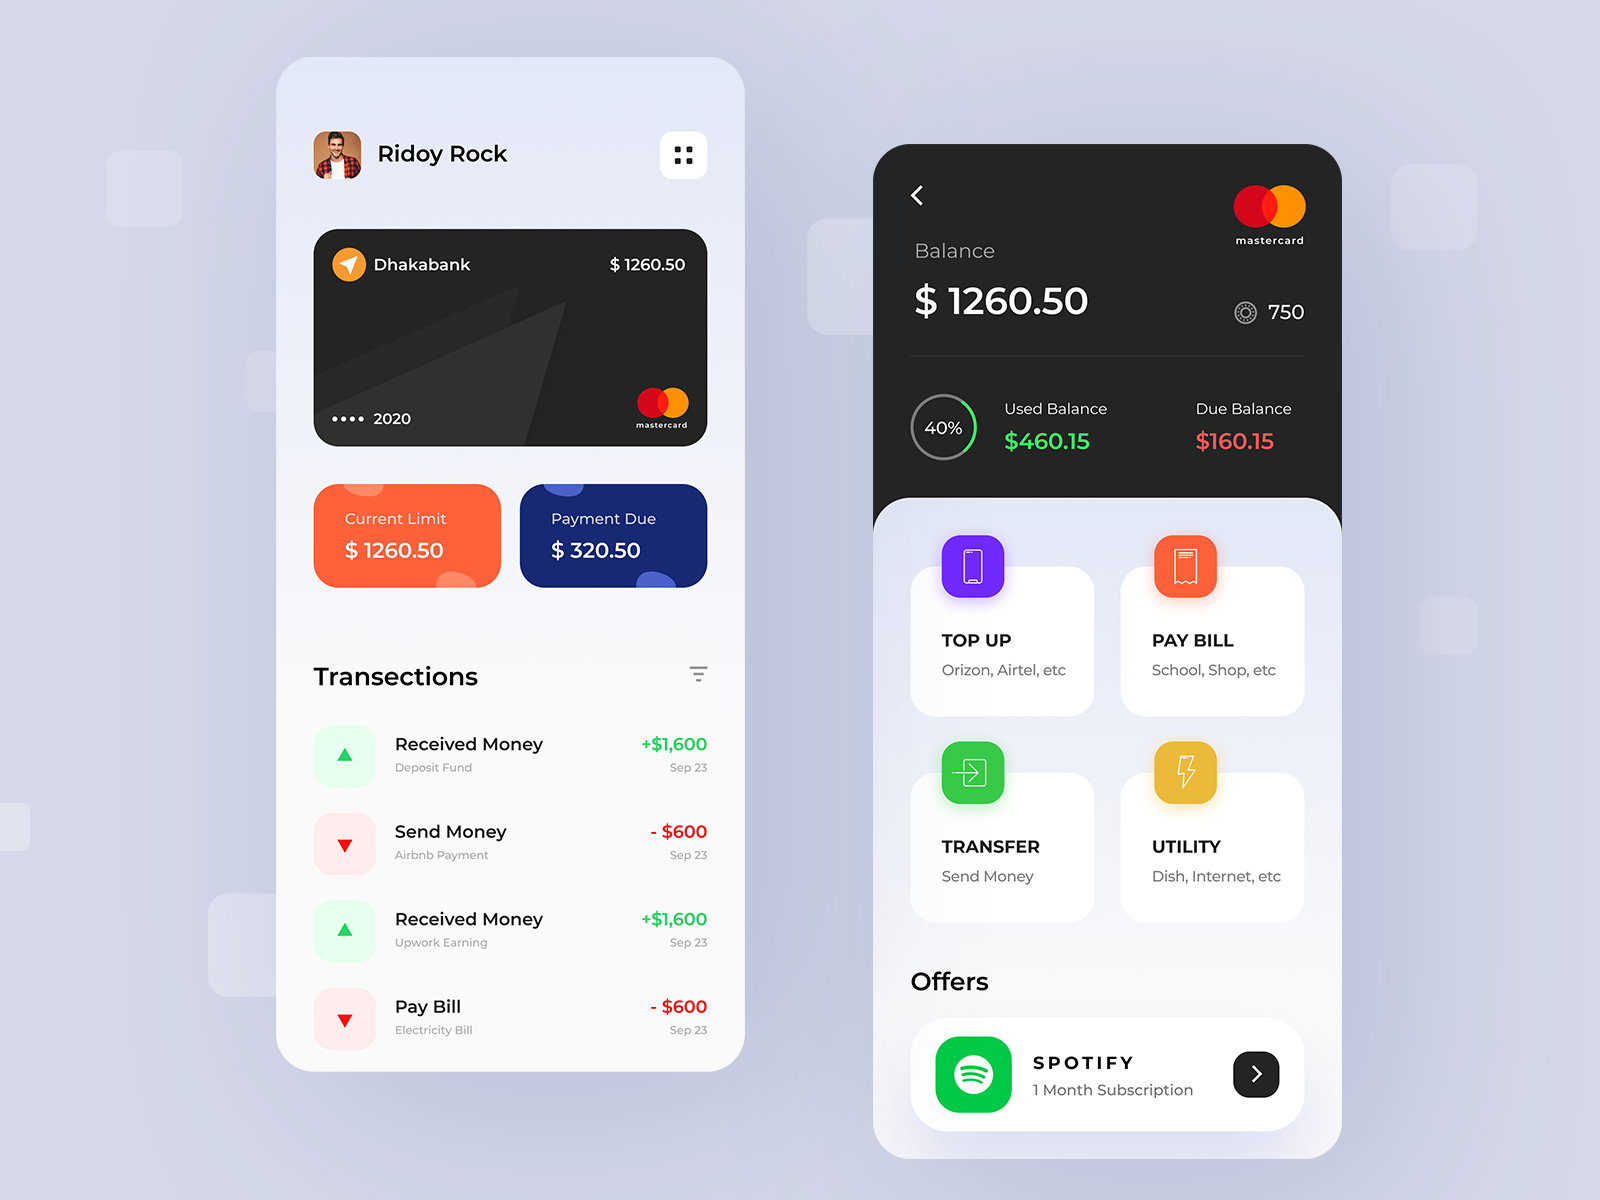 Ridoy Rock
Dhakabank
$ 1260.50
•••• 2020
mastercard
Current Limit
$ 1260.50
Payment Due
$ 320.50
Transections
Received Money
+$1,600
Deposit Fund
Sep 23
Send Money
- $600
Airbnb Payment
Sep 23
Received Money
+$1,600
Upwork Earning
Sep 23
Pay Bill
- $600
Electricity Bill
Sep 23
mastercard
Balance
$ 1260.50
750
40%
Used Balance
$460.15
Due Balance
$160.15
TOP UP
Orizon, Airtel, etc
PAY BILL
School, Shop, etc
TRANSFER
Send Money
UTILITY
Dish, Internet, etc
Offers
SPOTIFY
1 Month Subscription